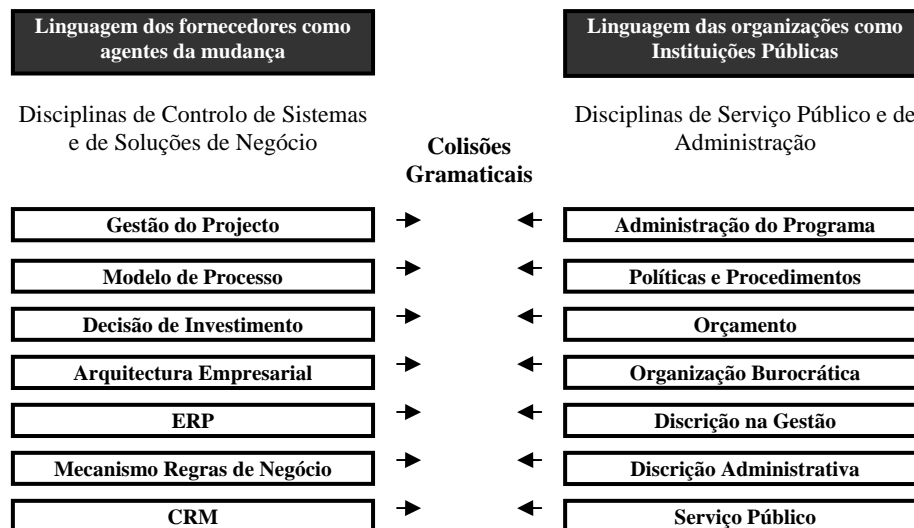 Linguagem dos fornecedores como
agentes da mudança
Linguagem das organizações como
Instituições Públicas
Disciplinas de Controlo de Sistemas
e de Soluções de Negócio
Disciplinas de Serviço Público e de
Administração
Colisões
Gramaticais
Gestão do Projecto
Administração do Programa
Modelo de Processo
Políticas e Procedimentos
Decisão de Investimento
Orçamento
Arquitectura Empresarial
Organização Burocrática
ERP
Discrição na Gestão
Mecanismo Regras de Negócio
Discrição Administrativa
CRM
Serviço Público